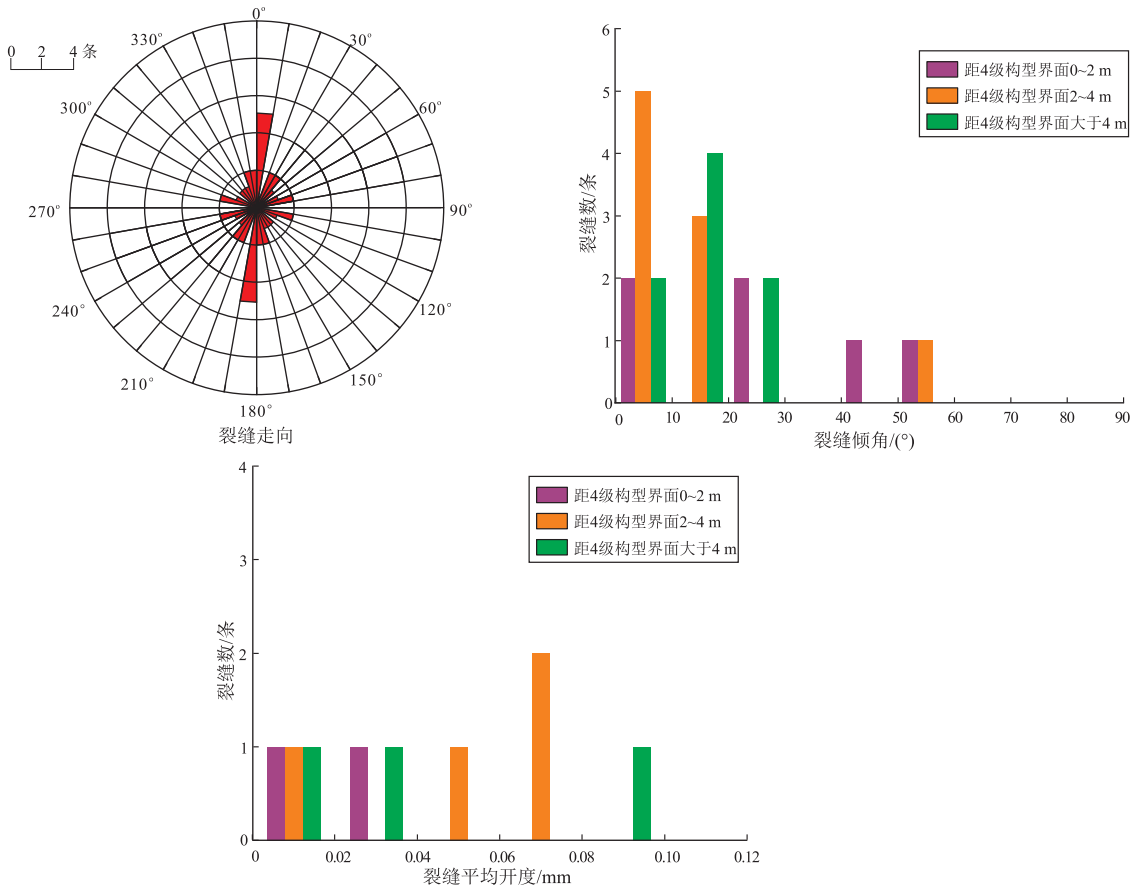 0°
30°
60°
90°
120°
150°
180°
210°
240°
270°
300°
330°
0 2 4 条
裂缝走向
6
5
4
3
2
1
0
裂缝数/条
距4级构型界面0~2 m
距4级构型界面2~4 m
距4级构型界面大于4 m
0 10 20 30 40 50 60 70 80 90
裂缝倾角/(°)
4
3
2
1
0
裂缝数/条
距4级构型界面0~2 m
距4级构型界面2~4 m
距4级构型界面大于4 m
0 0.02 0.04 0.06 0.08 0.10 0.12
裂缝平均开度/mm